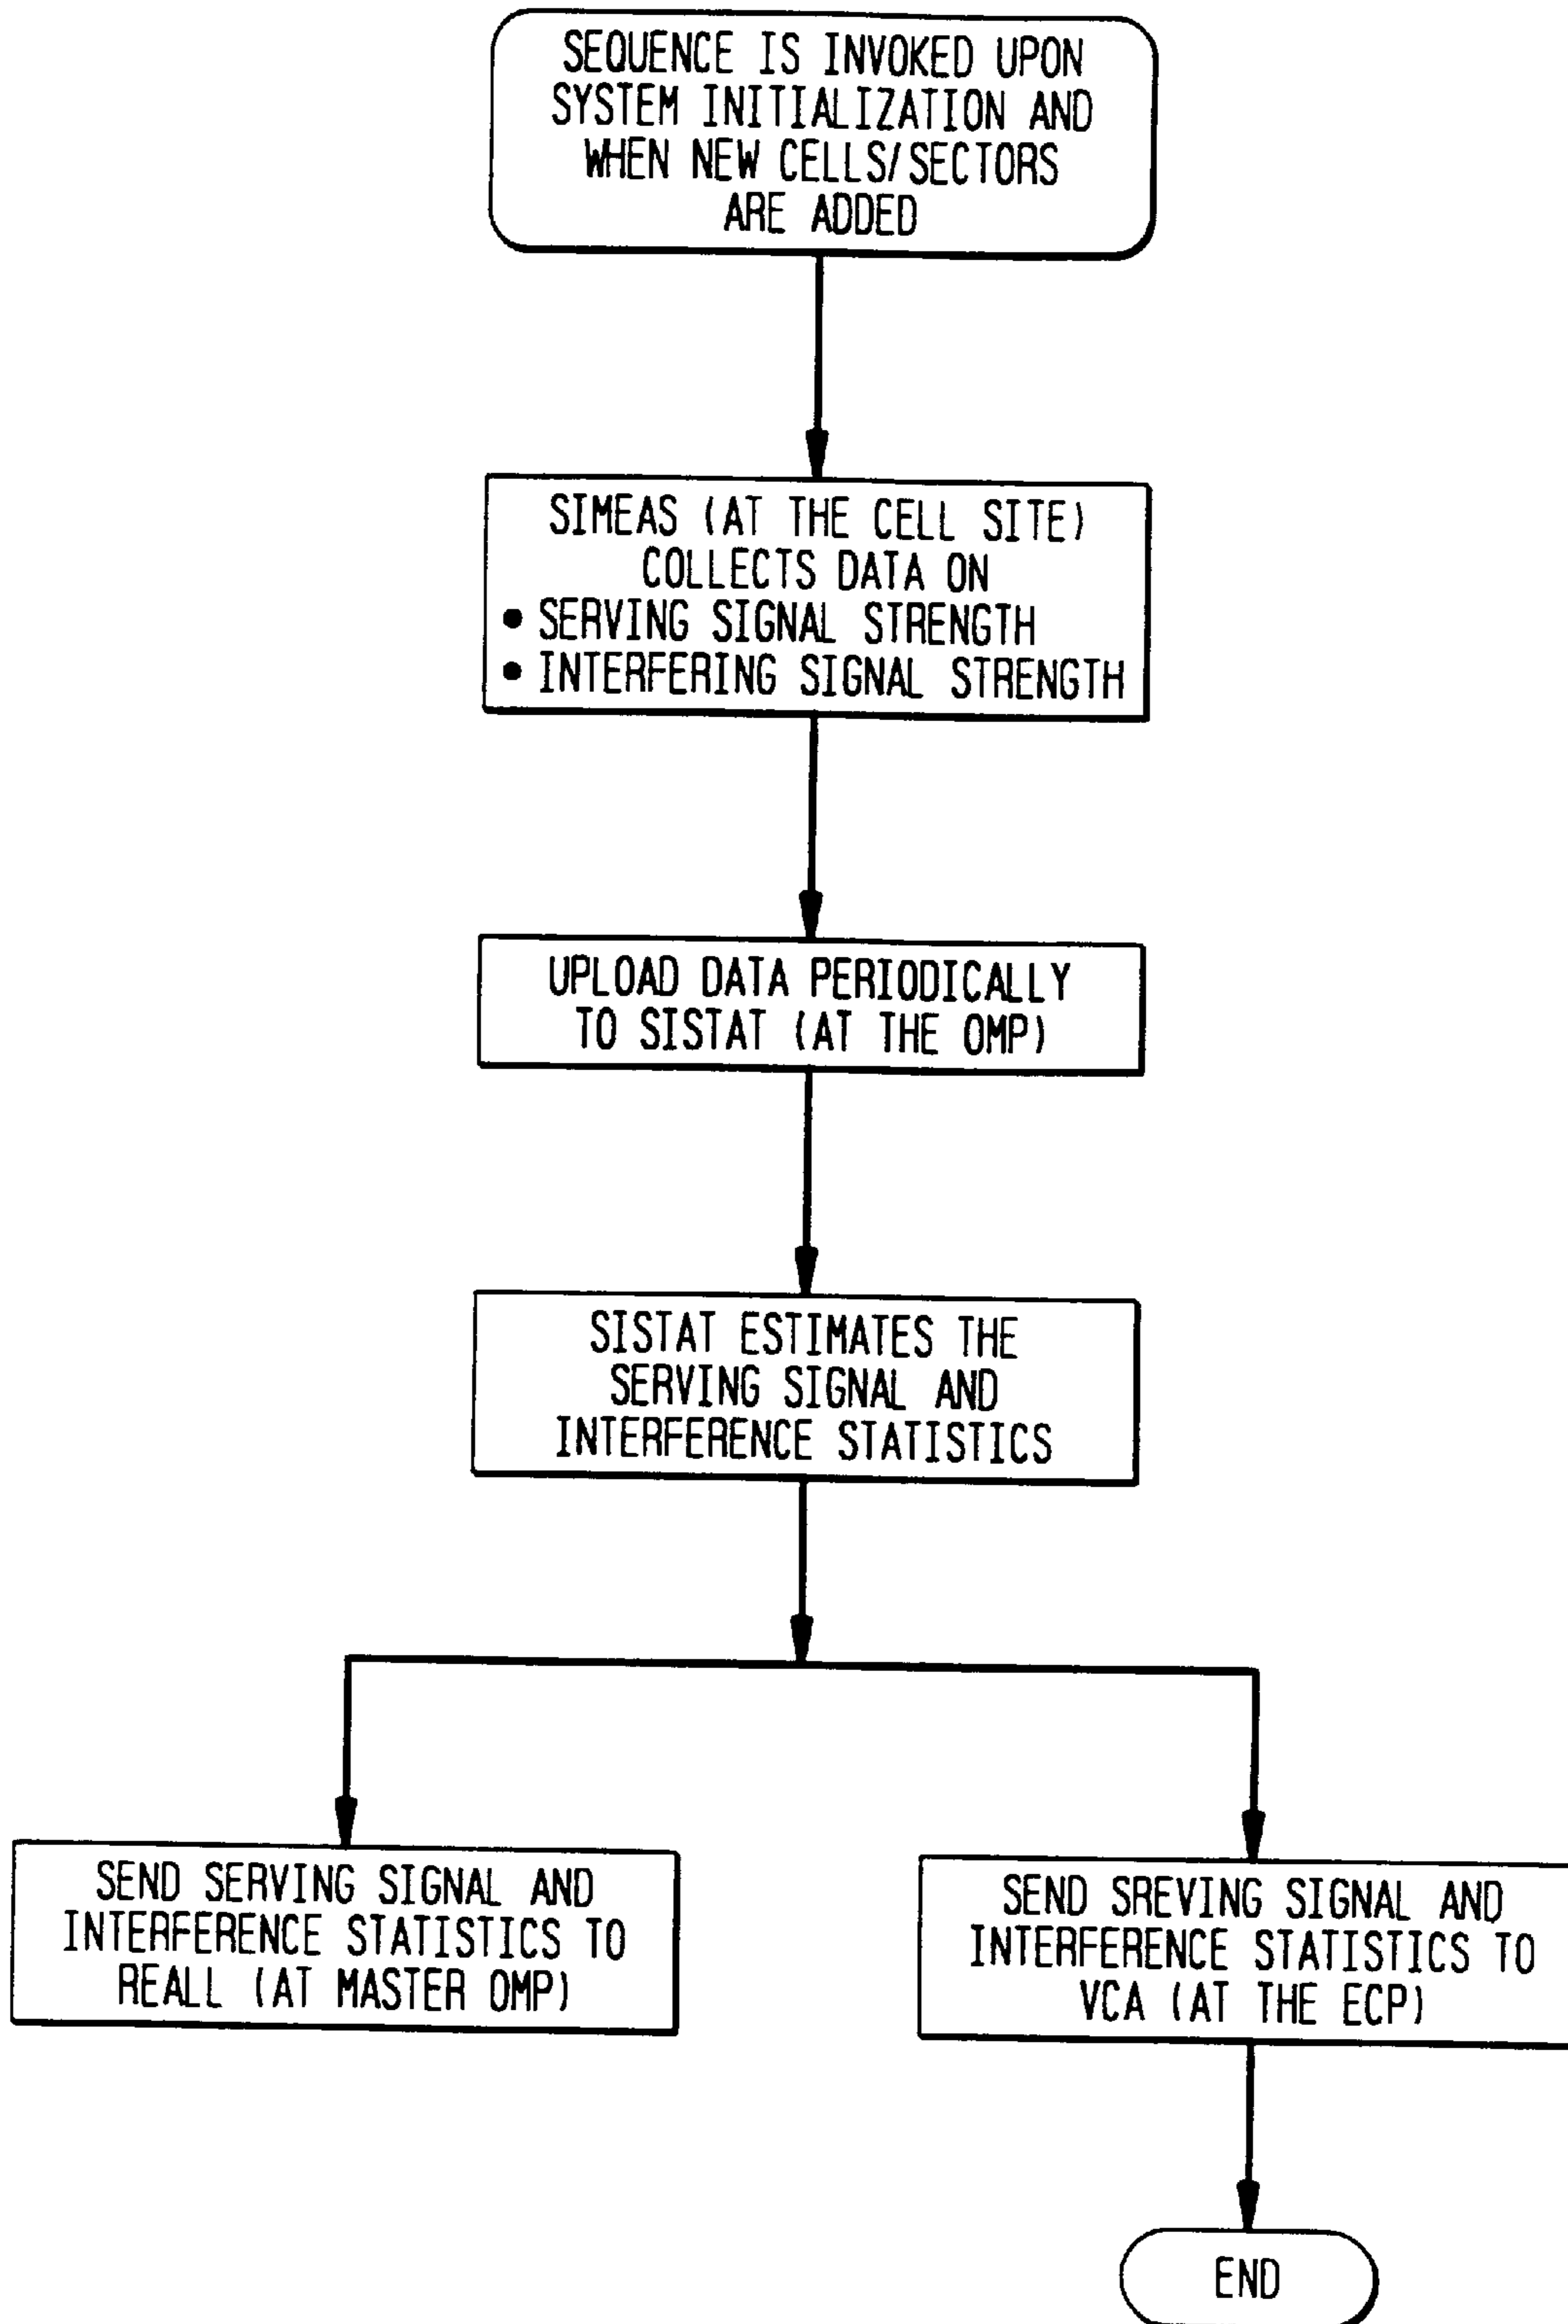 SEQUENCE IS INVOKED UPON
SYSTEM INITIALIZATION AND
WHEN NEW CELLS/SECTORS
ARE ADDED
SIMEAS (AT THE CELL SITE)
COLLECTS DATA ON
• SERVING SIGNAL STRENGTH
• INTERFERING SIGNAL STRENGTH
UPLOAD DATA PERIODICALLY
TO SISTAT (AT THE OMP)
SISTAT ESTIMATES THE
SERVING SIGNAL AND
INTERFERENCE STATISTICS
SEND SERVING SIGNAL AND
INTERFERENCE STATISTICS TO
REALL (AT MASTER OMP)
SEND SREVING SIGNAL AND
INTERFERENCE STATISTICS TO
VCA (AT THE ECP)
END